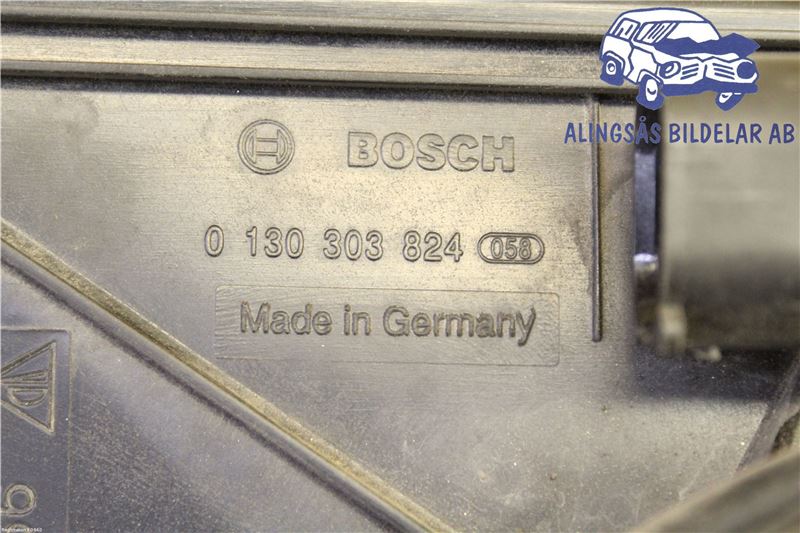 ALINGSÅS BILDELAR AB
BOSCH
0 130 303 824 058
Made in Germany